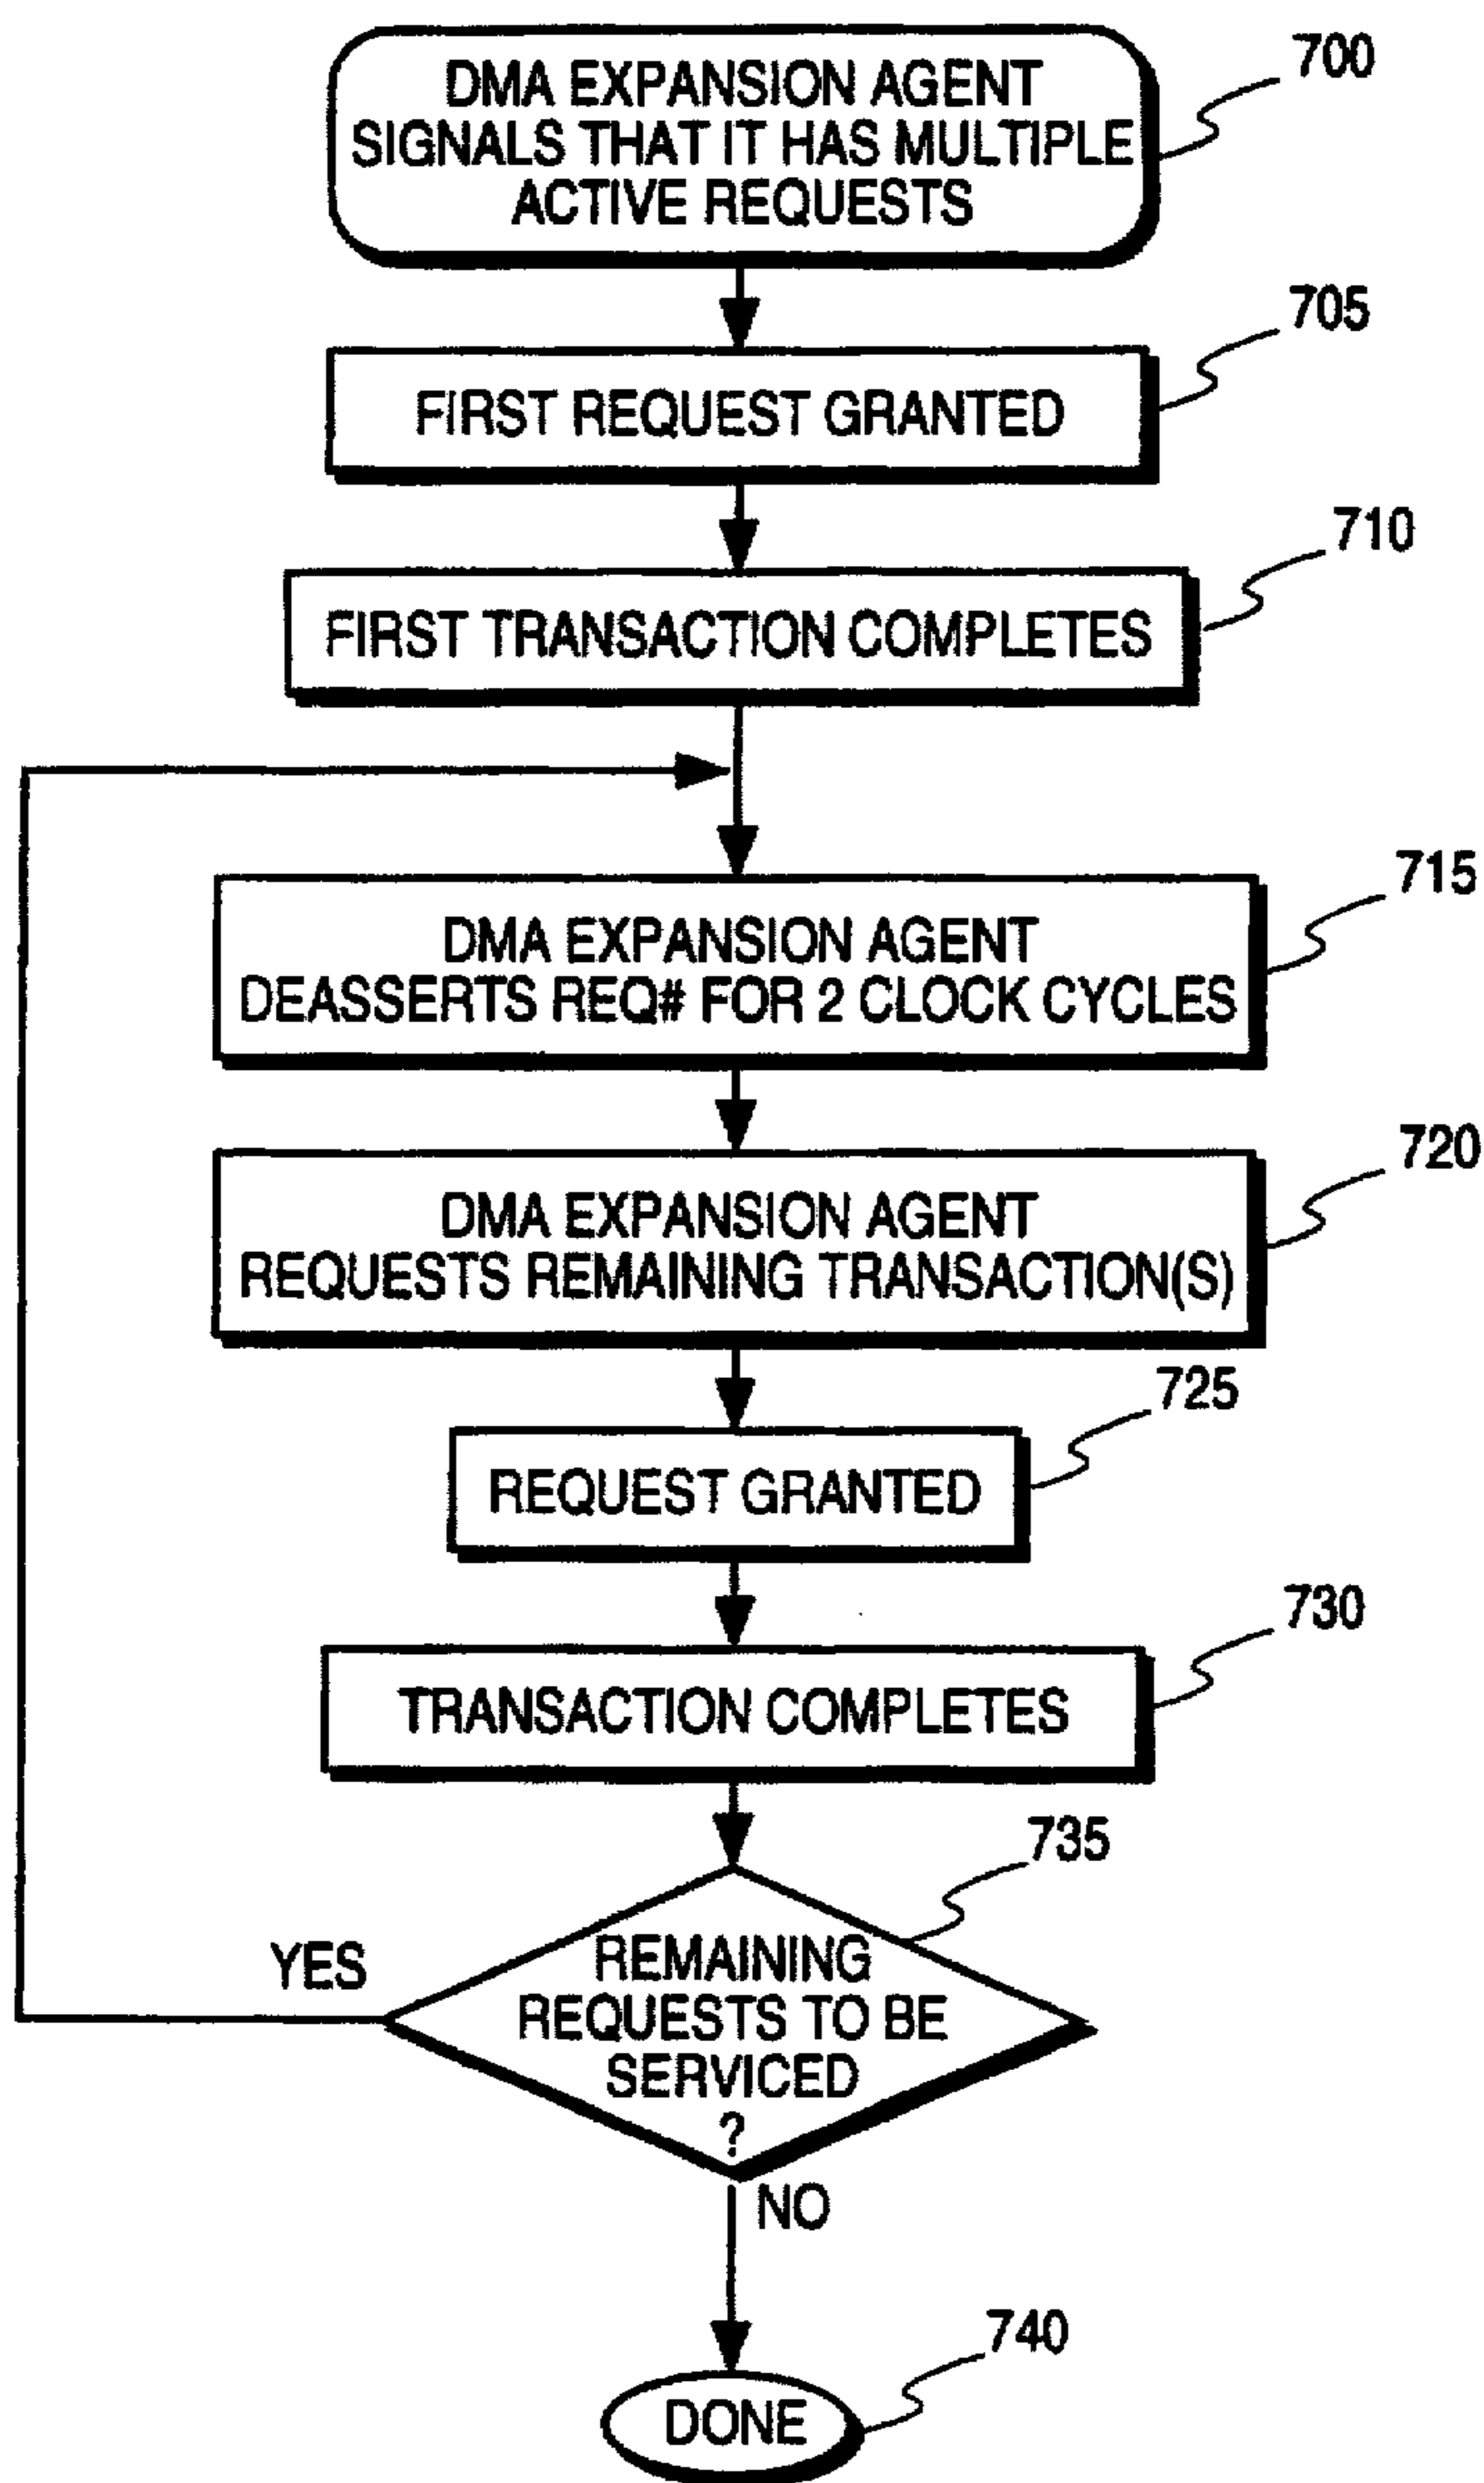 DMA EXPANSION AGENT
SIGNALS THAT IT HAS MULTIPLE
ACTIVE REQUESTS
700
FIRST REQUEST GRANTED
705
FIRST TRANSACTION COMPLETES
710
DMA EXPANSION AGENT
DEASSERTS REQ# FOR 2 CLOCK CYCLES
715
DMA EXPANSION AGENT
REQUESTS REMAINING TRANSACTION(S)
720
REQUEST GRANTED
725
TRANSACTION COMPLETES
730
REMAINING
REQUESTS TO BE
SERVICED
?
735
YES
NO
DONE
740